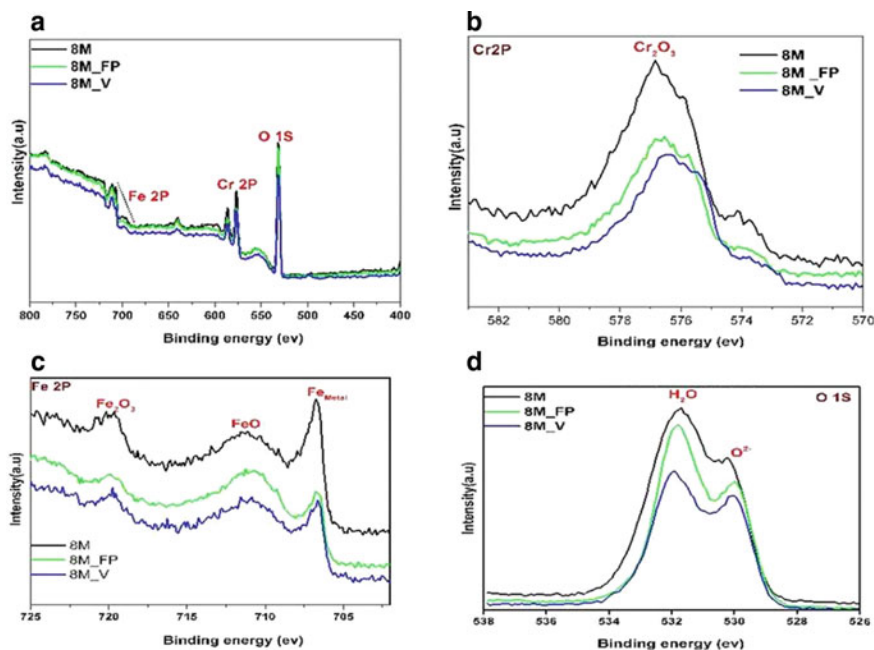 a
8M
8M_FP
8M_V
O 1S
Cr 2P
Fe 2P
Intensity(a.u)
800 750 700 650 600 550 500 450 400
Binding energy (ev)
b
Cr2P
Cr₂O₃
8M
8M _FP
8M_V
Intensity(a.u)
582 580 578 576 574 572 570
Binding energy (ev)
c
Fe 2P
Fe₂O₃
FeO
Fe Metal
8M
8M_FP
8M_V
Intensity(a.u)
725 720 715 710 705
Binding energy (ev)
d
8M
8M_FP
8M_V
H₂O
O 1S
O²⁻
Intensity(a.u)
538 536 534 532 530 528 526
Binding energy (ev)